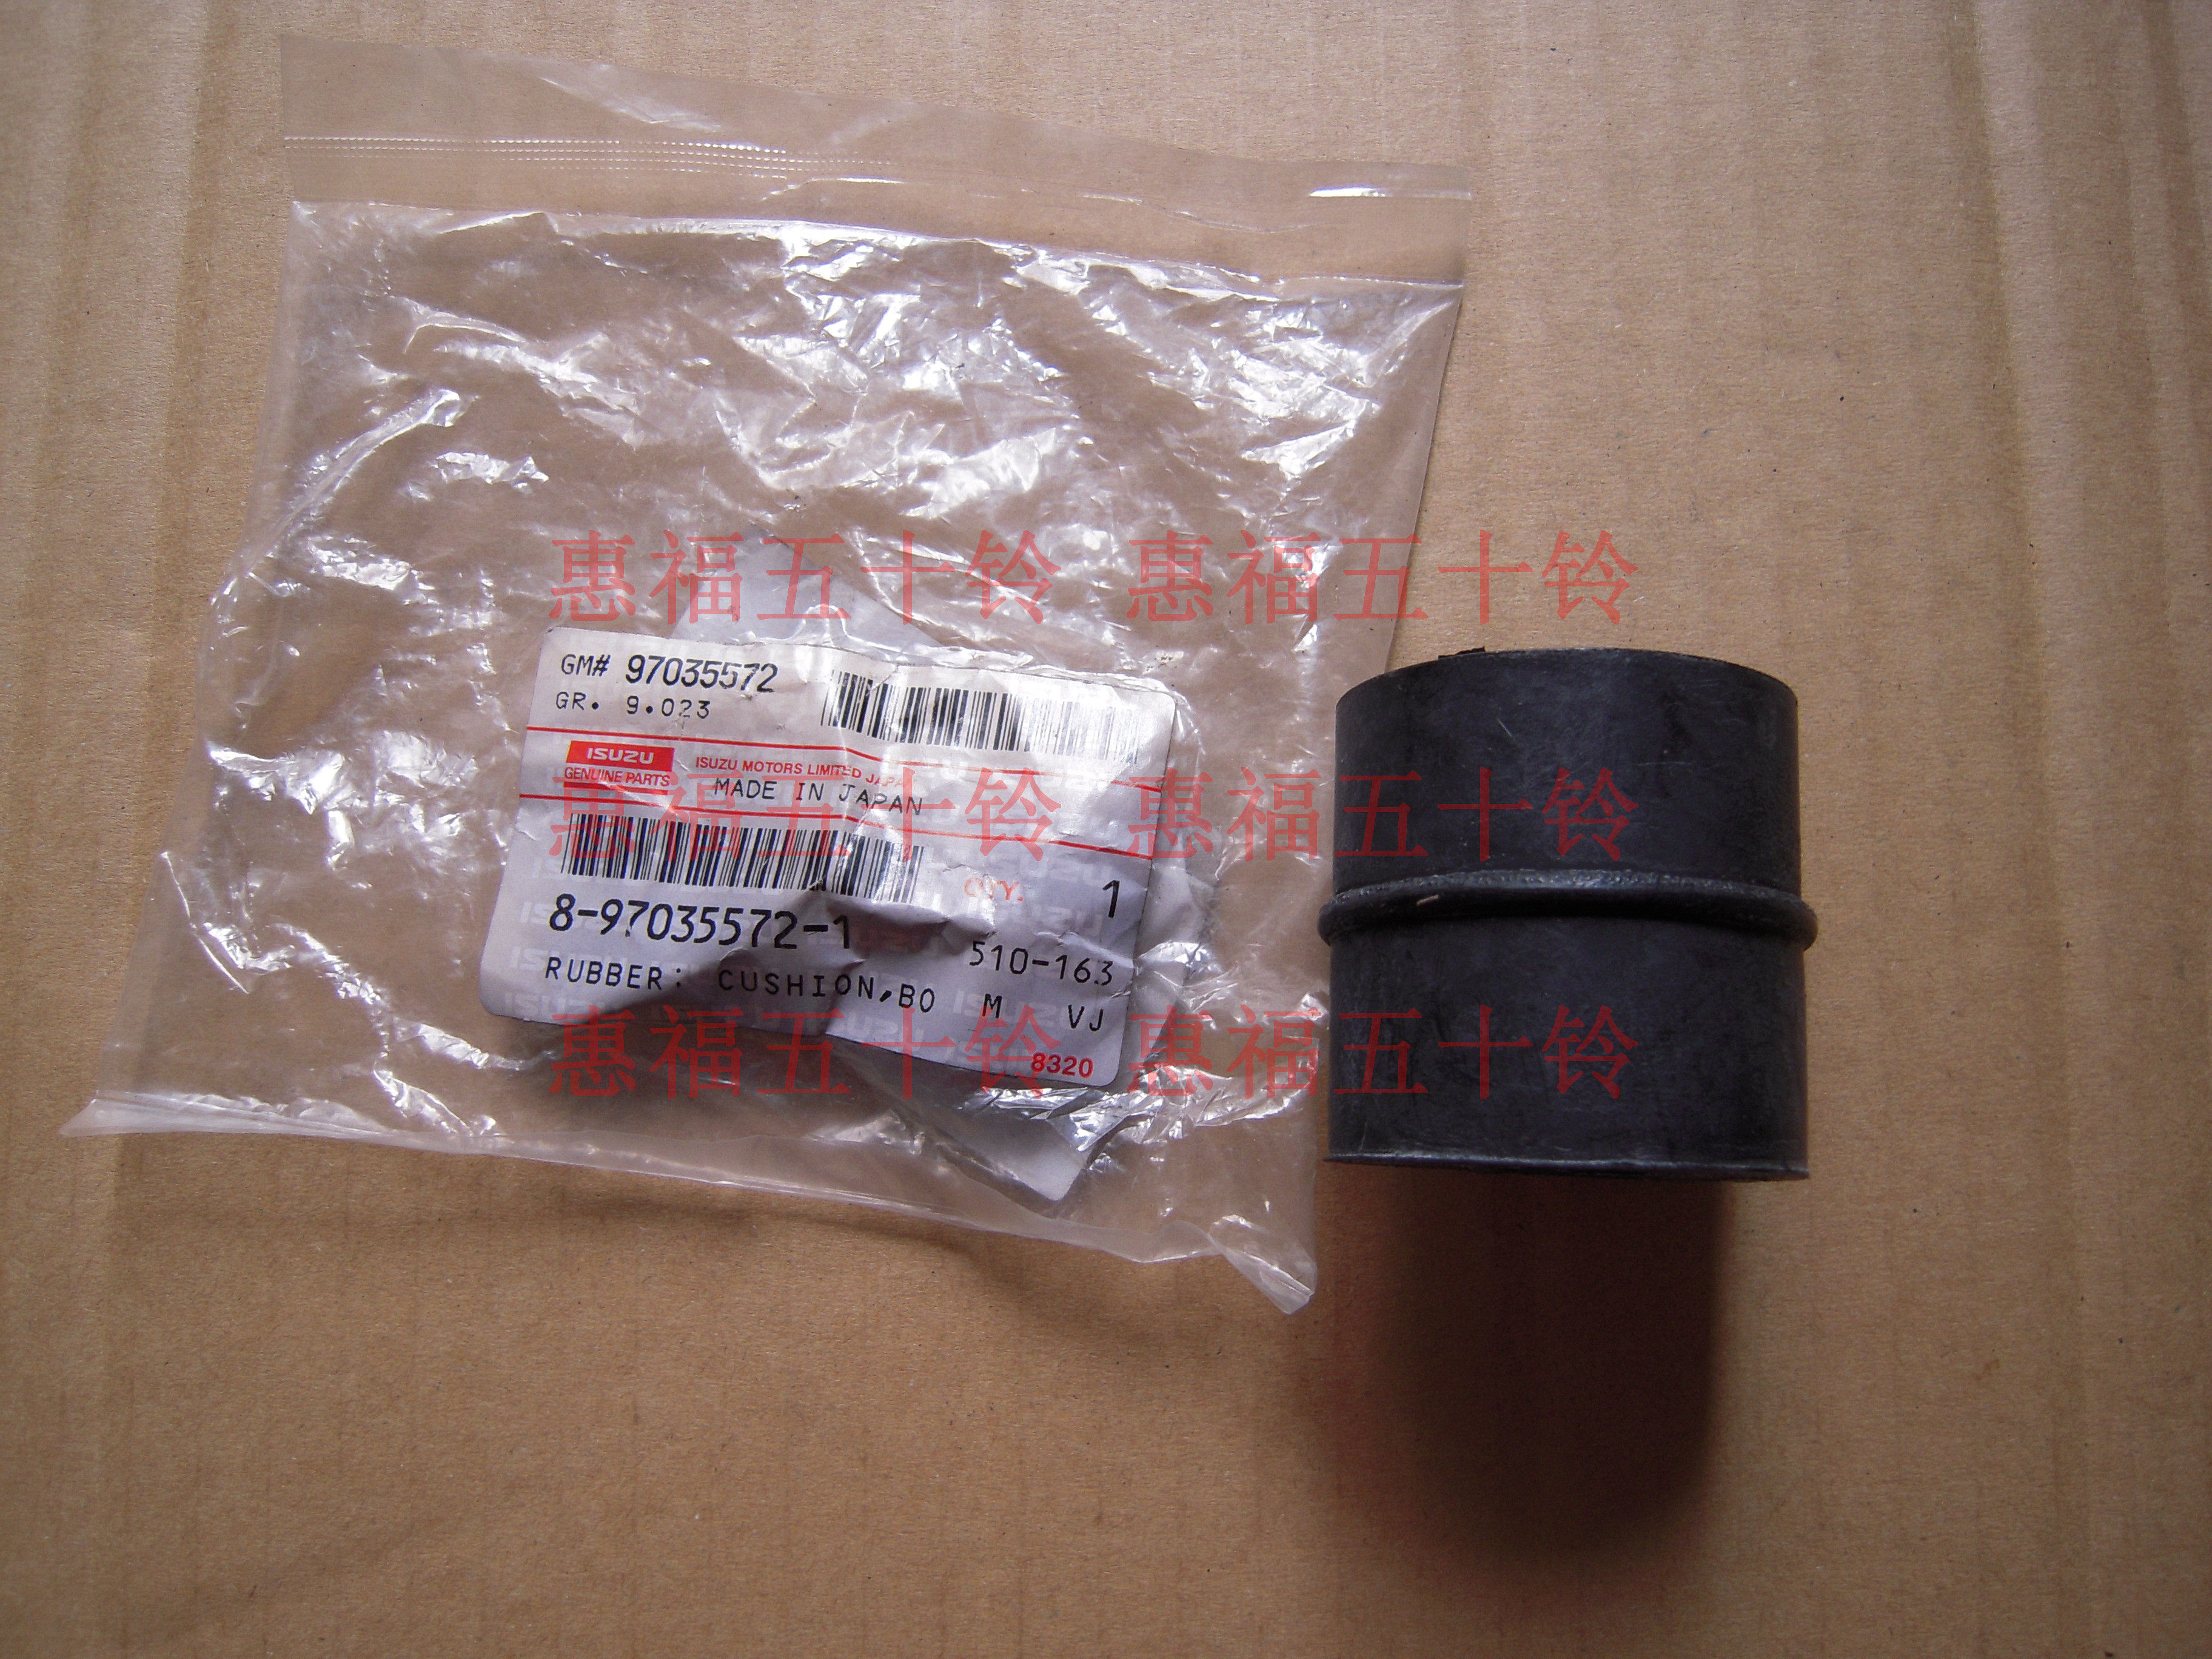 惠福五十铃 惠福五十铃
GM# 97035572
GR. 9.023
ISUZU
GENUINE PARTS
ISUZU MOTORS LIMITED JAPAN
MADE IN JAPAN
惠福五十铃 惠福五十铃
QTY. 1
8-97035572-1
510-163
RUBBER: CUSHION,BO M VJ
惠福五十铃 惠福五十铃
8320